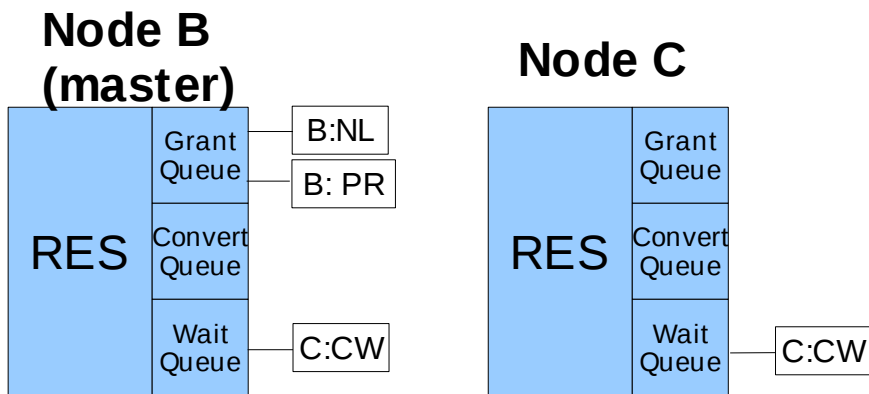 Node B
(master)
RES
Grant
Queue
Convert
Queue
Wait
Queue
B:NL
B: PR
C:CW
Node C
RES
Grant
Queue
Convert
Queue
Wait
Queue
C:CW